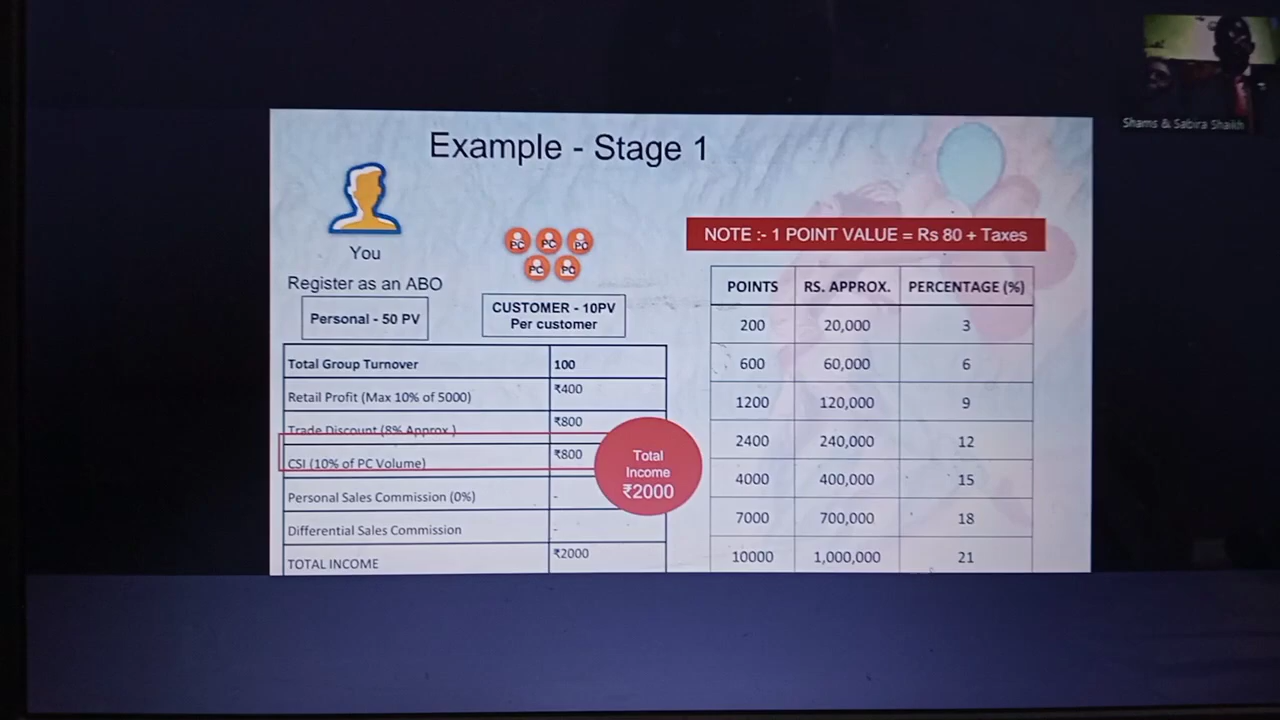 Shams & Sabira Shaikh
Example - Stage 1
You
Register as an ABO
Personal - 50 PV
PC PC PC
PC PC
CUSTOMER - 10PV
Per customer
Total Group Turnover 100
Retail Profit (Max 10% of 5000) ₹400
Trade Discount (8% Approx ) ₹800
CSI (10% of PC Volume) ₹800
Personal Sales Commission (0%) -
Differential Sales Commission -
TOTAL INCOME ₹2000
Total
Income
₹2000
NOTE :- 1 POINT VALUE = Rs 80 + Taxes
POINTS RS. APPROX. PERCENTAGE (%)
200 20,000 3
600 60,000 6
1200 120,000 9
2400 240,000 12
4000 400,000 15
7000 700,000 18
10000 1,000,000 21